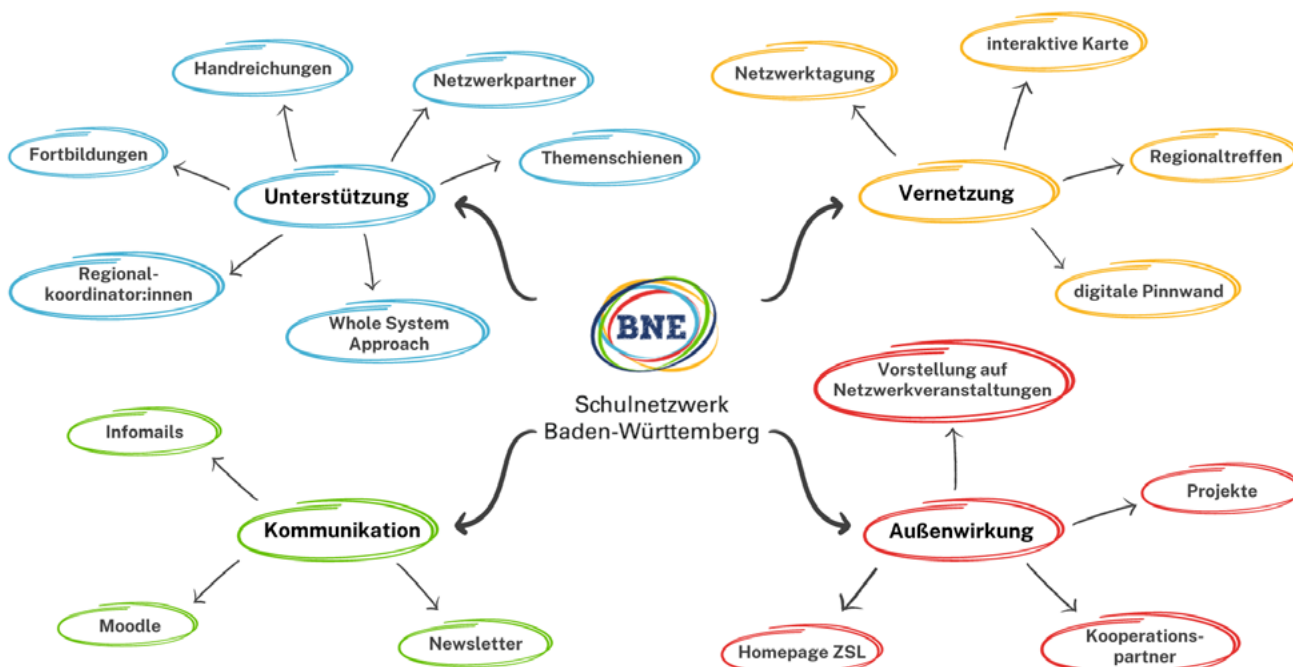 Handreichungen
Netzwerkpartner
Fortbildungen
Themenschienen
Unterstützung
Regional-
koordinator:innen
Whole System
Approach
Netzwerktagung
interaktive Karte
Regionaltreffen
Vernetzung
digitale Pinnwand
BNE
Schulnetzwerk
Baden-Württemberg
Infomails
Kommunikation
Moodle
Newsletter
Vorstellung auf
Netzwerkveranstaltungen
Projekte
Außenwirkung
Homepage ZSL
Kooperations-
partner